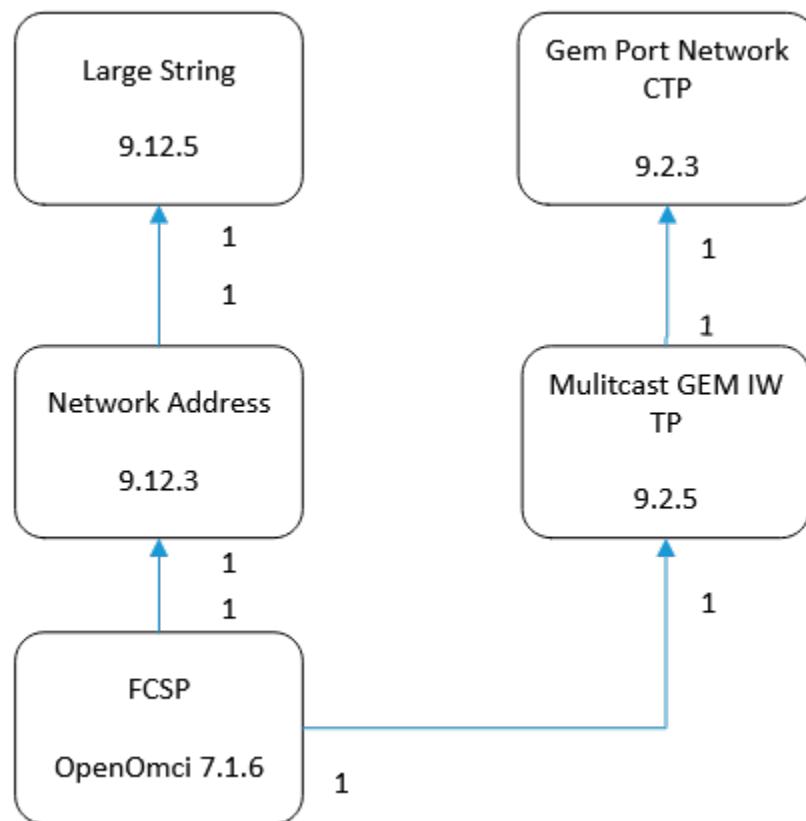 Large String
9.12.5
Gem Port Network
CTP
9.2.3
1
1
1
1
Network Address
9.12.3
Mulitcast GEM IW
TP
9.2.5
1
1
1
FCSP
OpenOmci 7.1.6
1